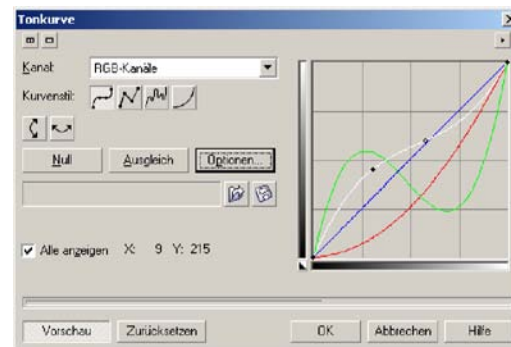 Tonkurve
Kanal: RGB-Kanäle
Kurvenstil:
Null Ausgleich Optionen...
Alle anzeigen X: 9 Y: 215
Vorschau Zurücksetzen OK Abbrechen Hilfe